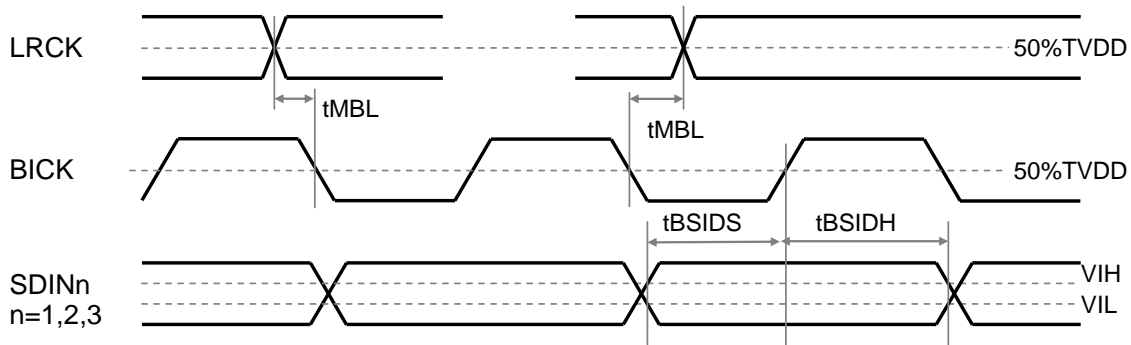 LRCK
50%TVDD
tMBL
tMBL
BICK
50%TVDD
tBSIDS
tBSIDH
SDINn
n=1,2,3
VIH
VIL